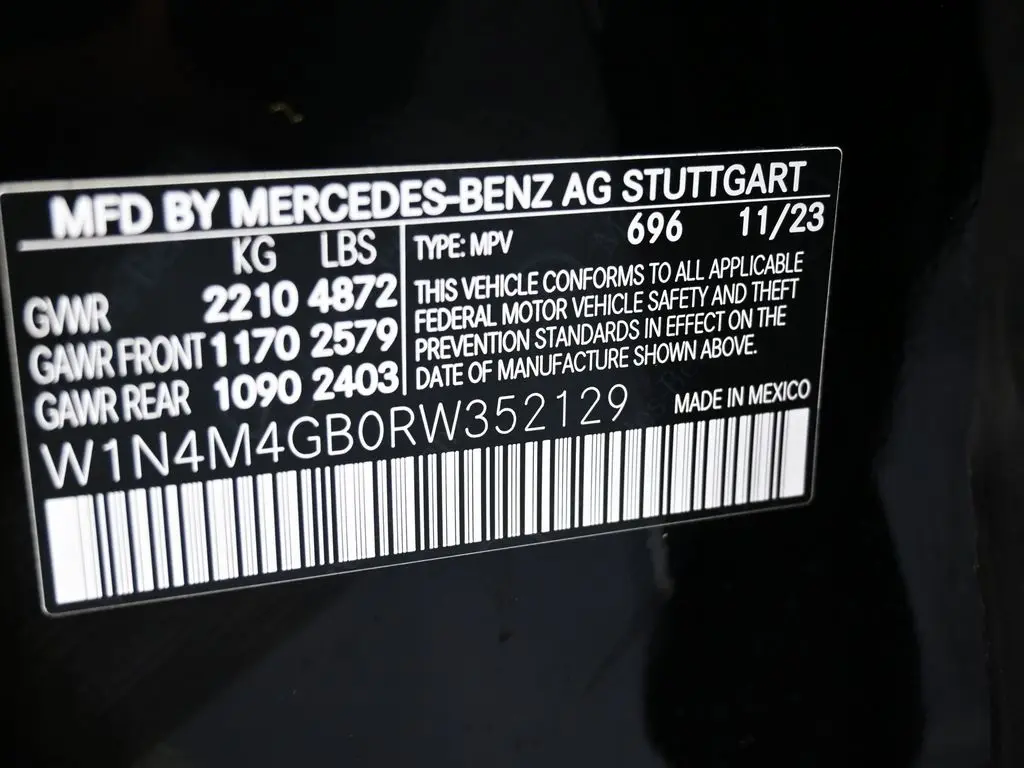 MFD BY MERCEDES-BENZ AG STUTTGART
KG LBS
GVWR 2210 4872
GAWR FRONT 1170 2579
GAWR REAR 1090 2403
TYPE: MPV 696 11/23
THIS VEHICLE CONFORMS TO ALL APPLICABLE
FEDERAL MOTOR VEHICLE SAFETY AND THEFT
PREVENTION STANDARDS IN EFFECT ON THE
DATE OF MANUFACTURE SHOWN ABOVE.
W1N4M4GB0RW352129 MADE IN MEXICO